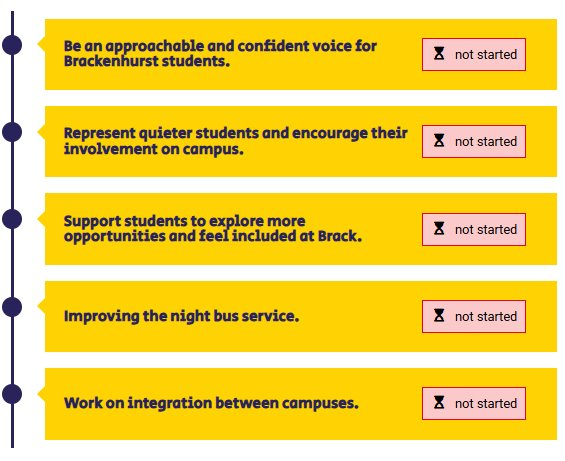 Be an approachable and confident voice for
Brackenhurst students.
not started
Represent quieter students and encourage their
involvement on campus.
not started
Support students to explore more
opportunities and feel included at Brack.
not started
Improving the night bus service.
not started
Work on integration between campuses.
not started